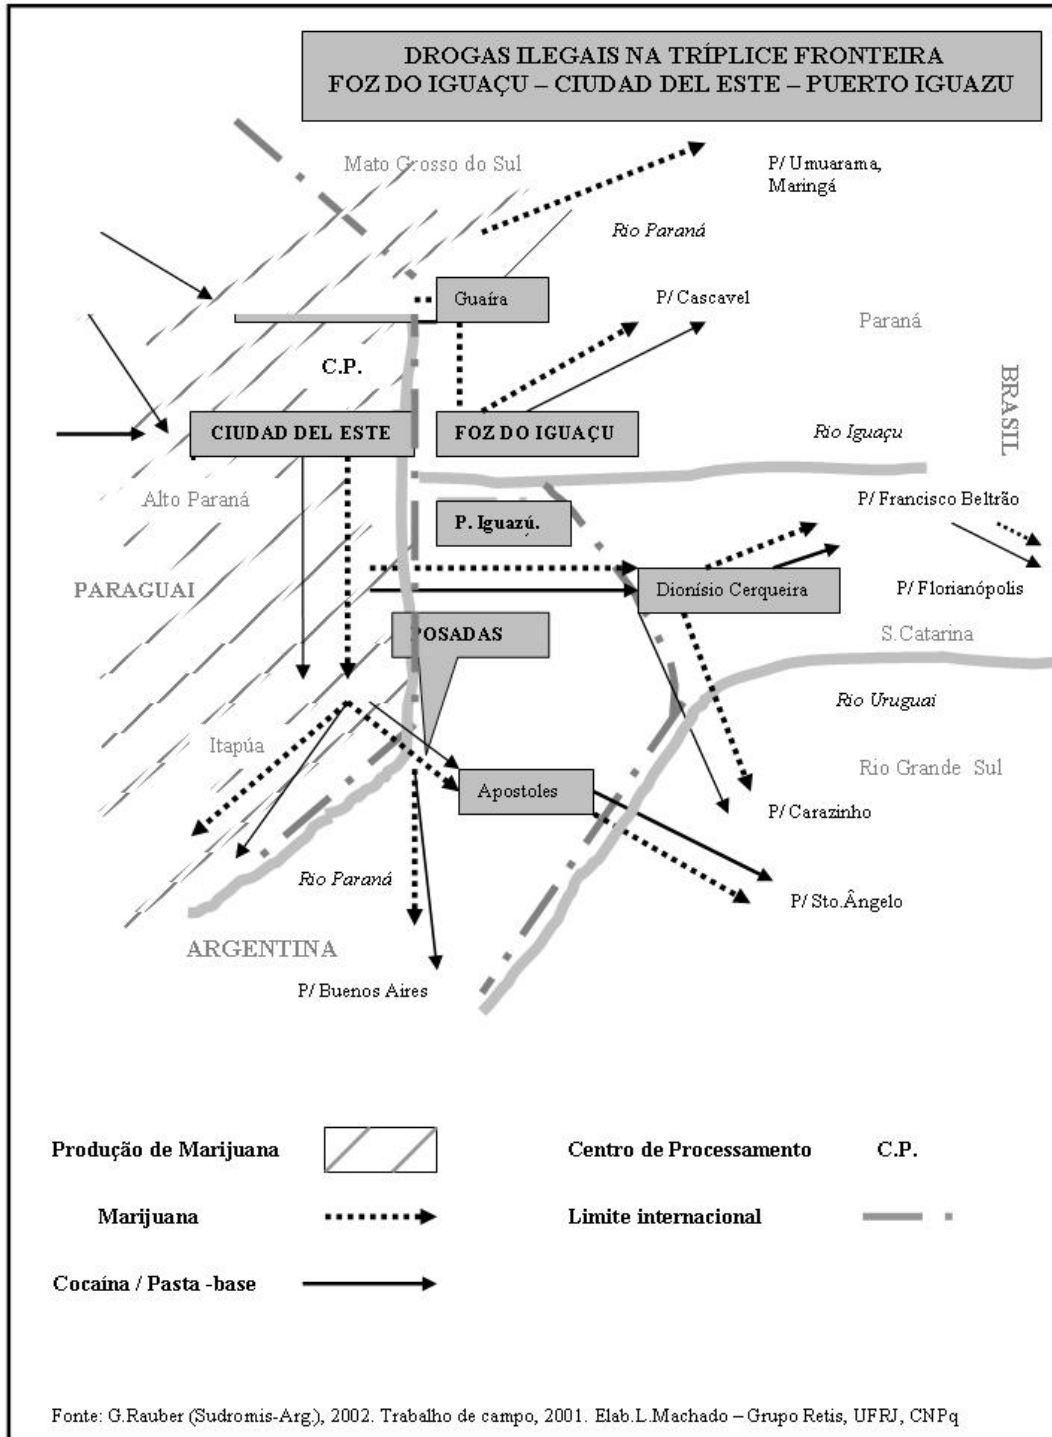 DROGAS ILEGAIS NA TRÍPLICE FRONTEIRA
FOZ DO IGUAÇU – CIUDAD DEL ESTE – PUERTO IGUAZU
Mato Grosso do Sul
P/ Umuarama,
Maringá
Rio Paraná
Guaíra
P/ Cascavel
Paraná
C.P.
BRASIL
CIUDAD DEL ESTE
FOZ DO IGUAÇU
Rio Iguaçu
Alto Paraná
P/ Francisco Beltrão
P. Iguazú.
PARAGUAI
Dionísio Cerqueira
P/ Florianópolis
POSADAS
S.Catarina
Rio Uruguai
Itapúa
Rio Grande Sul
Apostoles
P/ Carazinho
Rio Paraná
P/ Sto.Ângelo
ARGENTINA
P/ Buenos Aires
Produção de Marijuana
Centro de Processamento C.P.
Marijuana
Limite internacional
Cocaína / Pasta -base
Fonte: G.Rauber (Sudromis-Arg.), 2002. Trabalho de campo, 2001. Elab.L.Machado – Grupo Retis, UFRJ, CNPq